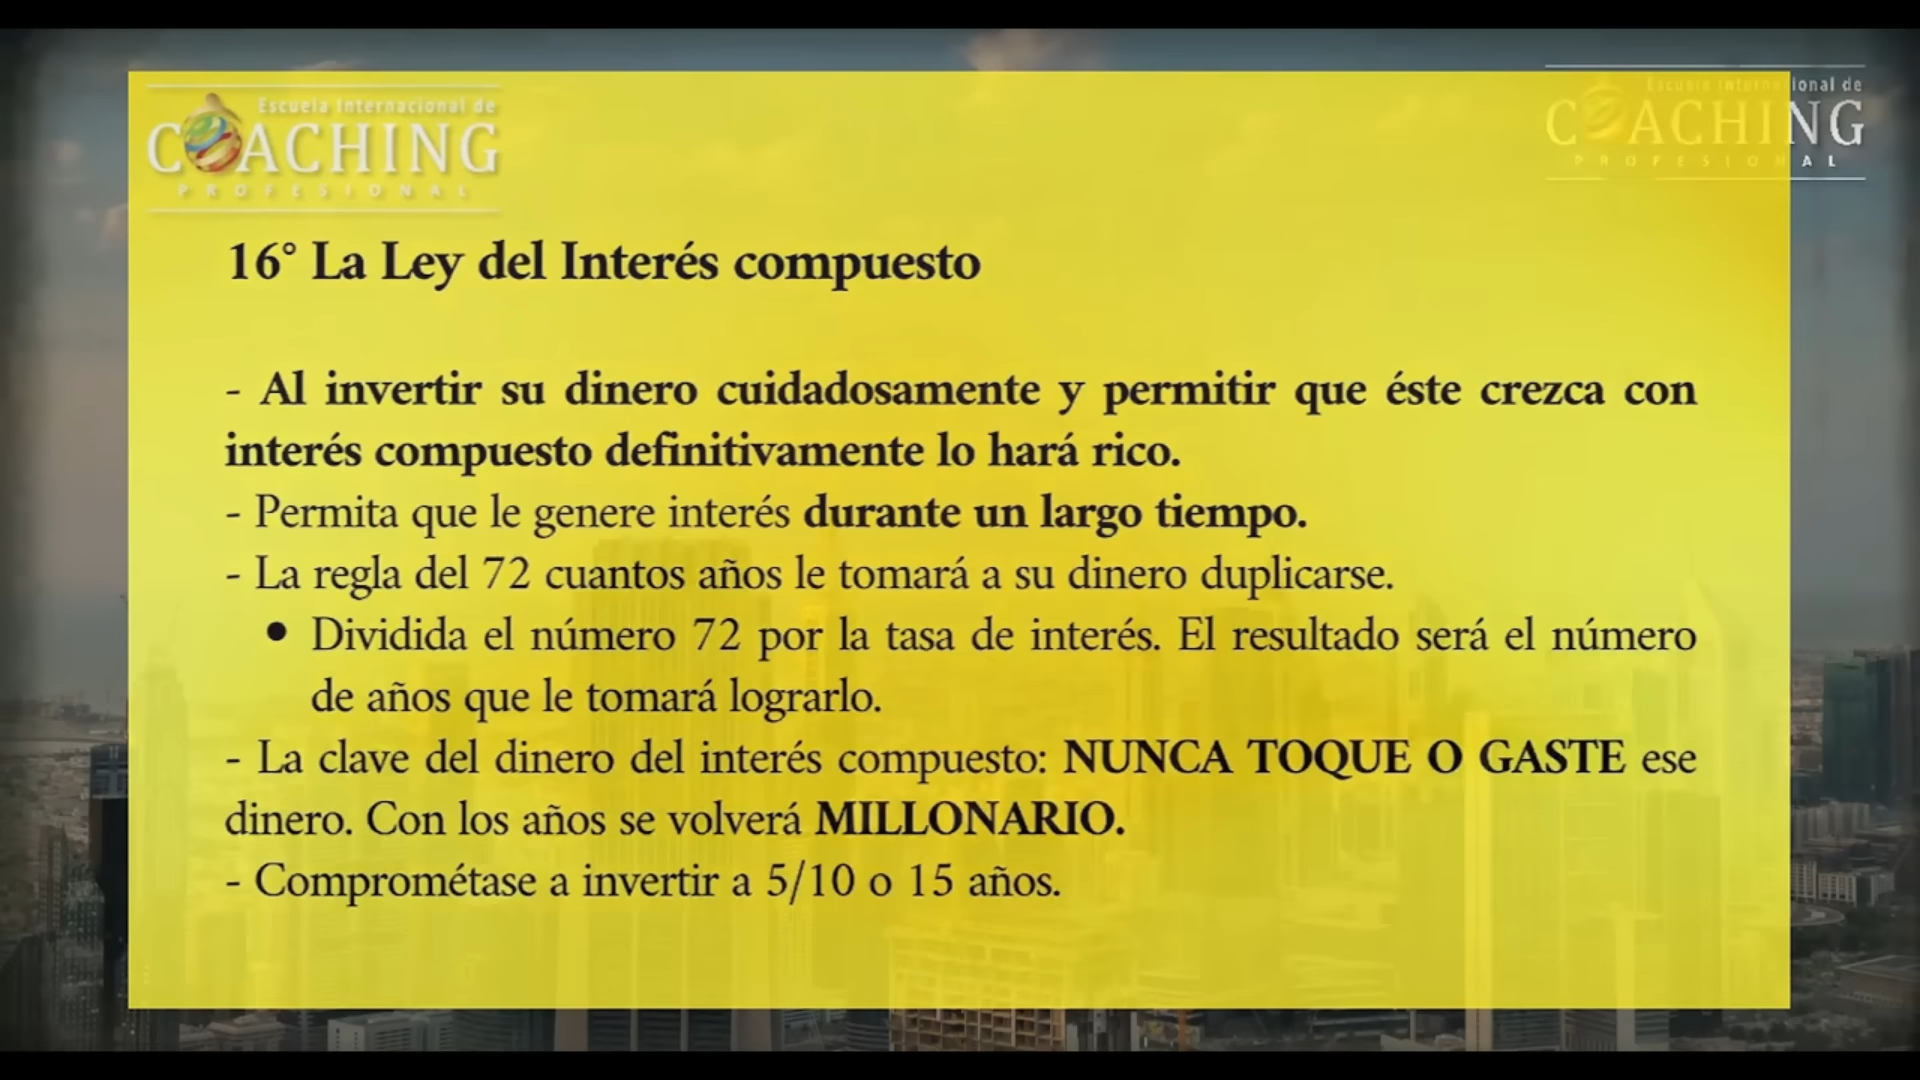 Escuela Internacional de
COACHING
PROFESIONAL
Escuela Internacional de
COACHING
PROFESIONAL
16° La Ley del Interés compuesto
- Al invertir su dinero cuidadosamente y permitir que éste crezca con
interés compuesto definitivamente lo hará rico.
- Permita que le genere interés durante un largo tiempo.
- La regla del 72 cuantos años le tomará a su dinero duplicarse.
• Dividida el número 72 por la tasa de interés. El resultado será el número
de años que le tomará lograrlo.
- La clave del dinero del interés compuesto: NUNCA TOQUE O GASTE ese
dinero. Con los años se volverá MILLONARIO.
- Comprométase a invertir a 5/10 o 15 años.